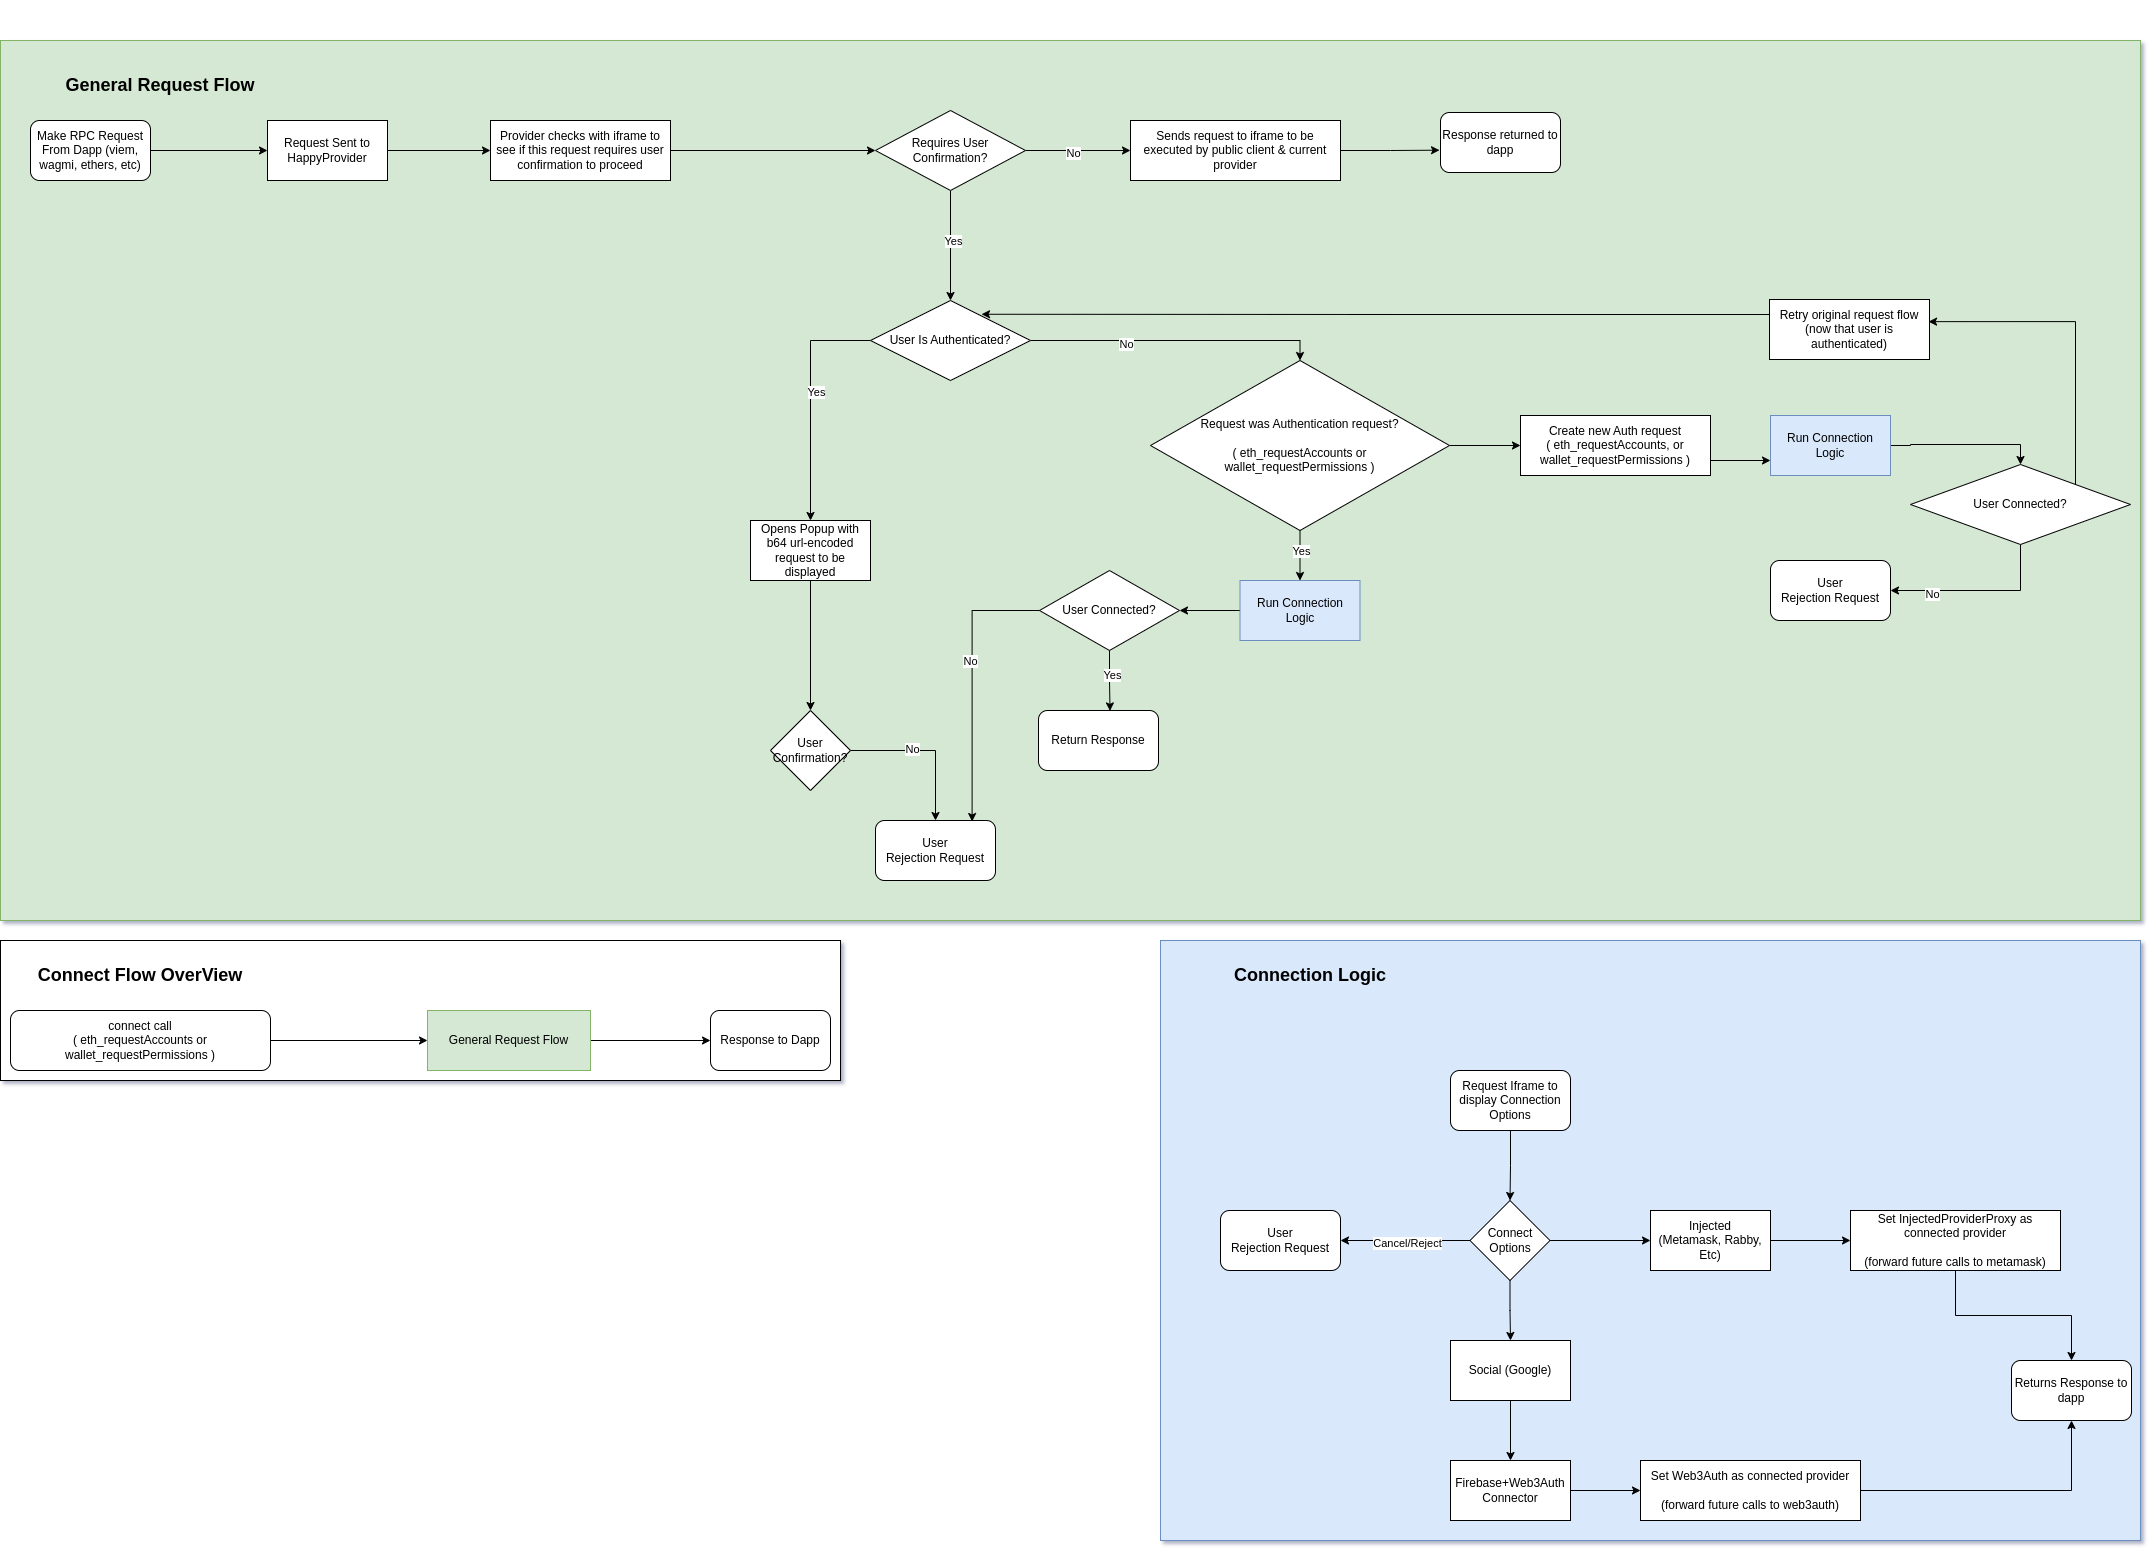 General Request Flow
Make RPC Request
From Dapp (viem,
wagmi, ethers, etc)
Request Sent to
HappyProvider
Provider checks with iframe to
see if this request requires user
confirmation to proceed
Requires User
Confirmation?
No
Sends request to iframe to be
executed by public client & current
provider
Response returned to
dapp
Yes
User Is Authenticated?
No
Retry original request flow
(now that user is
authenticated)
Yes
Request was Authentication request?
( eth_requestAccounts or
wallet_requestPermissions )
Create new Auth request
( eth_requestAccounts, or
wallet_requestPermissions )
Run Connection
Logic
User Connected?
Opens Popup with
b64 url-encoded
request to be
displayed
Yes
User Connected?
Run Connection
Logic
User
Rejection Request
No
No
Yes
Return Response
User
Confirmation?
No
User
Rejection Request
Connect Flow OverView
connect call
( eth_requestAccounts or
wallet_requestPermissions )
General Request Flow
Response to Dapp
Connection Logic
Request Iframe to
display Connection
Options
User
Rejection Request
Cancel/Reject
Connect
Options
Injected
(Metamask, Rabby,
Etc)
Set InjectedProviderProxy as
connected provider
(forward future calls to metamask)
Social (Google)
Returns Response to
dapp
Firebase+Web3Auth
Connector
Set Web3Auth as connected provider
(forward future calls to web3auth)